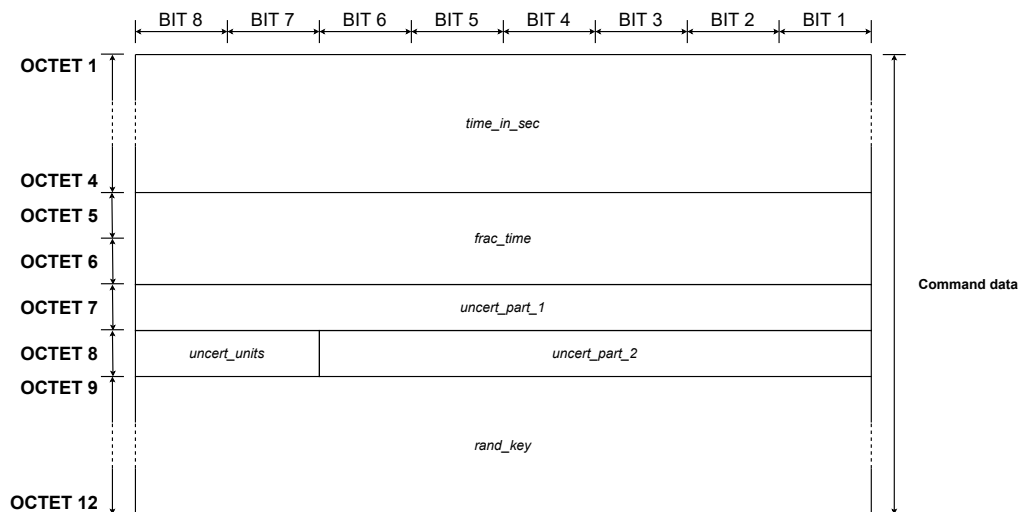 BIT 8 BIT 7 BIT 6 BIT 5 BIT 4 BIT 3 BIT 2 BIT 1
OCTET 1
time_in_sec
OCTET 4
OCTET 5
frac_time
OCTET 6
Command data
OCTET 7 uncert_part_1
OCTET 8 uncert_units uncert_part_2
OCTET 9
rand_key
OCTET 12